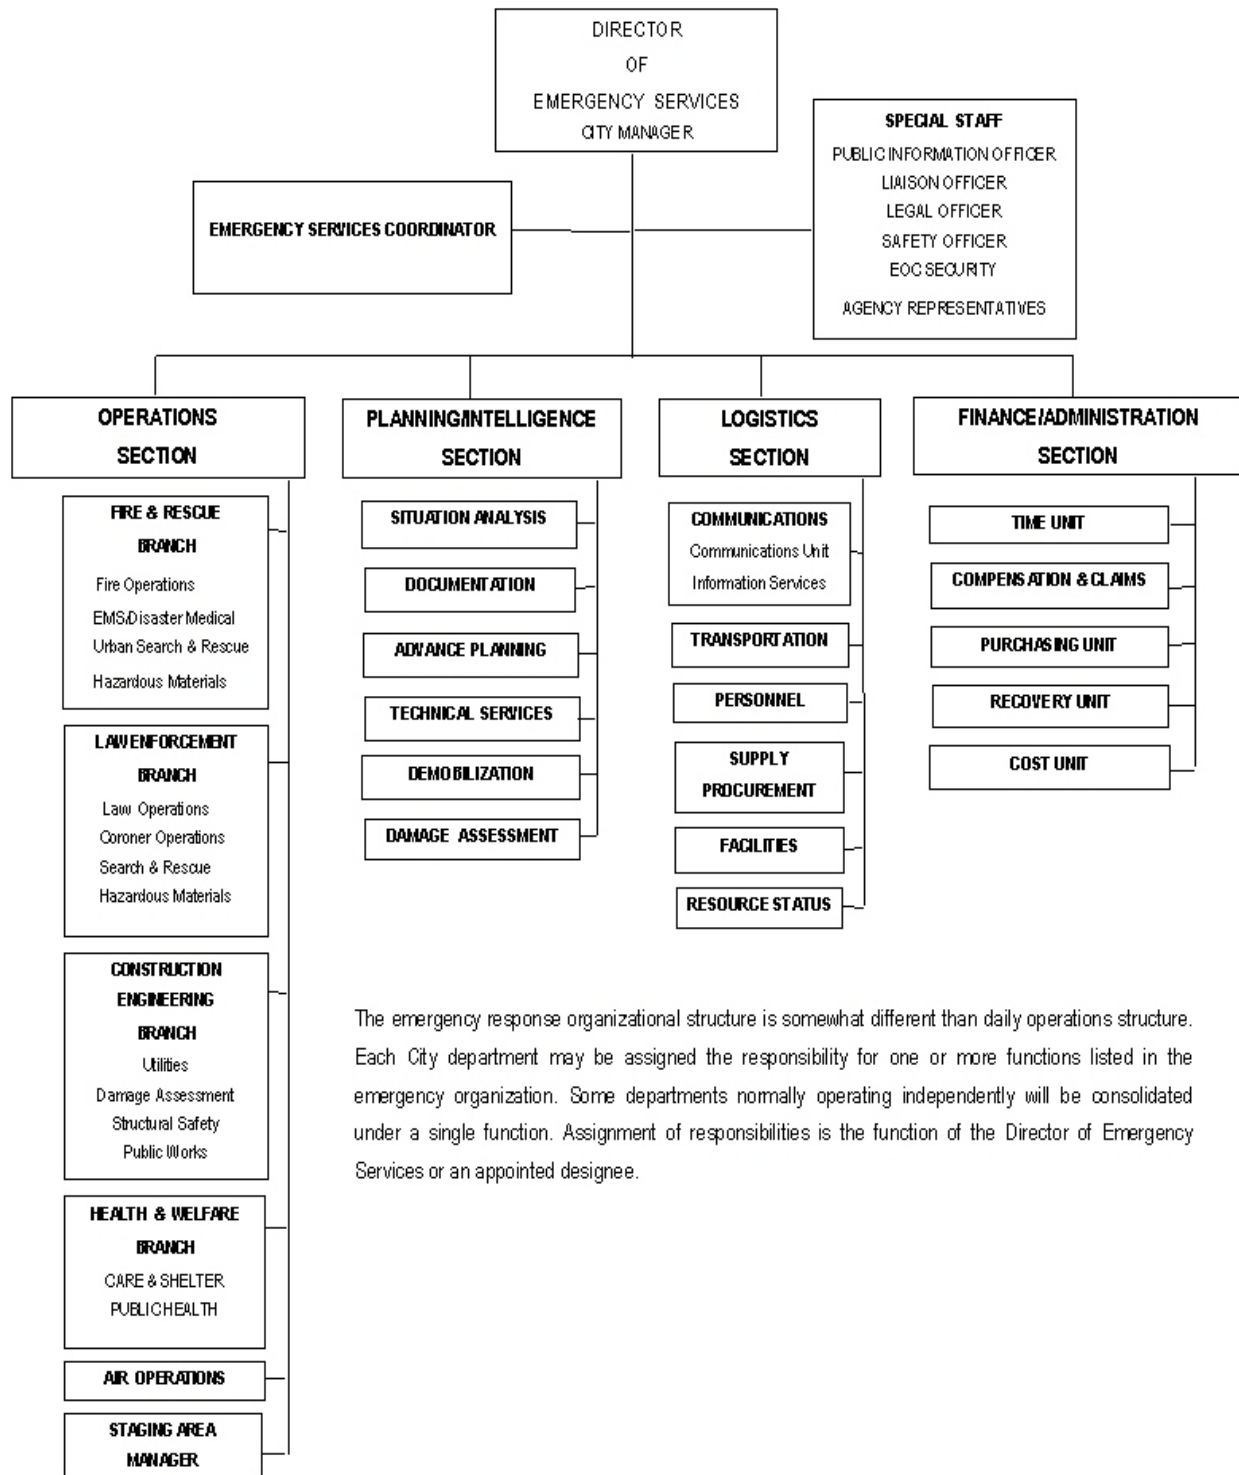 DIRECTOR
OF
EMERGENCY SERVICES
CITY MANAGER
SPECIAL STAFF
PUBLIC INFORMATION OFFICER
LIAISON OFFICER
LEGAL OFFICER
SAFETY OFFICER
EOC SECURITY
AGENCY REPRESENTATIVES
EMERGENCY SERVICES COORDINATOR
OPERATIONS
SECTION
FIRE & RESCUE
BRANCH
Fire Operations
EMS/Disaster Medical
Urban Search & Rescue
Hazardous Materials
LAW ENFORCEMENT
BRANCH
Law Operations
Coroner Operations
Search & Rescue
Hazardous Materials
CONSTRUCTION
ENGINEERING
BRANCH
Utilities
Damage Assessment
Structural Safety
Public Works
HEALTH & WELFARE
BRANCH
CARE & SHELTER
PUBLIC HEALTH
AIR OPERATIONS
STAGING AREA
MANAGER
PLANNING/INTELLIGENCE
SECTION
SITUATION ANALYSIS
DOCUMENTATION
ADVANCE PLANNING
TECHNICAL SERVICES
DEMOBILIZATION
DAMAGE ASSESSMENT
LOGISTICS
SECTION
COMMUNICATIONS
Communications Unit
Information Services
TRANSPORTATION
PERSONNEL
SUPPLY
PROCUREMENT
FACILITIES
RESOURCE STATUS
FINANCE/ADMINISTRATION
SECTION
TIME UNIT
COMPENSATION & CLAIMS
PURCHASING UNIT
RECOVERY UNIT
COST UNIT
The emergency response organizational structure is somewhat different than daily operations structure.
Each City department may be assigned the responsibility for one or more functions listed in the
emergency organization. Some departments normally operating independently will be consolidated
under a single function. Assignment of responsibilities is the function of the Director of Emergency
Services or an appointed designee.